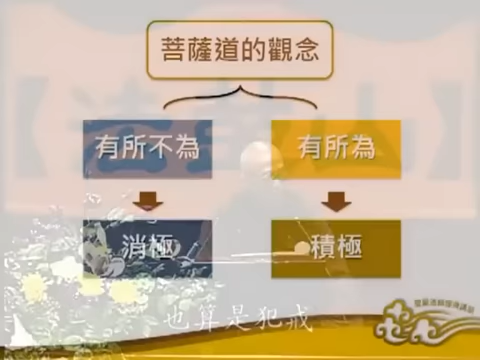 菩薩道的觀念
有所不為
有所為
消極
積極
也算是犯戒